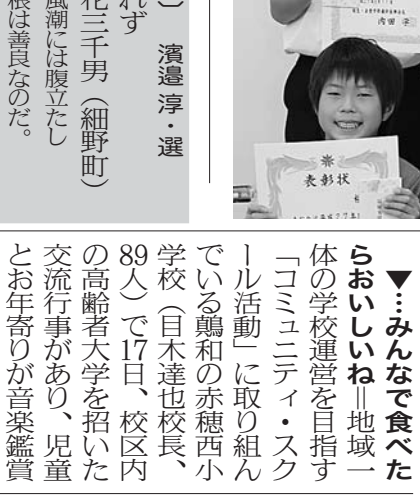 表彰状
濱邉 淳・選
れず
花三千男（細野町）
風潮には腹立たし
根は善良なのだ。
▼…みんなで食べた
らおいしいね＝地域一
体の学校運営を目指す
「コミュニティ・スク
ール活動」に取り組ん
でいる鷆和の赤穂西小
学校（目木達也校長、
89人）で17日、校区内
の高齢者大学を招いた
交流行事があり、児童
とお年寄りが音楽鑑賞